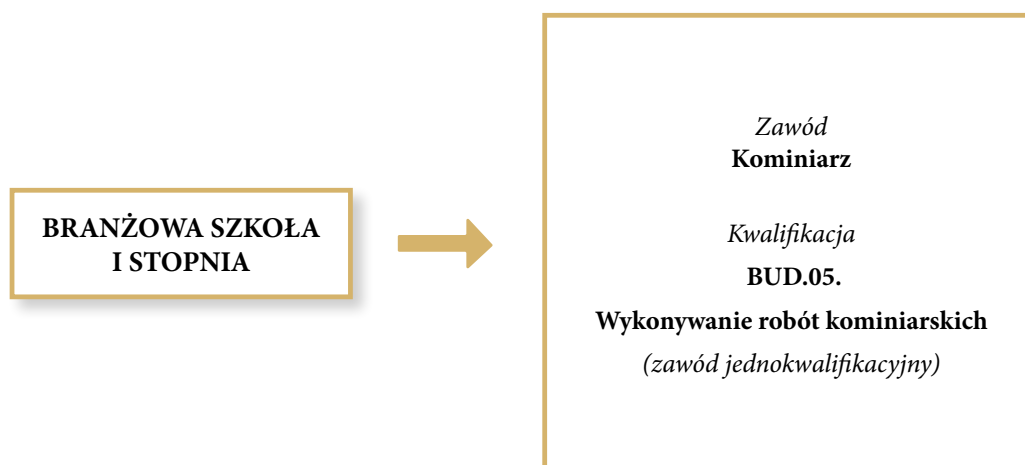 BRANŻOWA SZKOŁA
I STOPNIA
Zawód
Kominiarz
Kwalifikacja
BUD.05.
Wykonywanie robót kominiarskich
(zawód jednokwalifikacyjny)